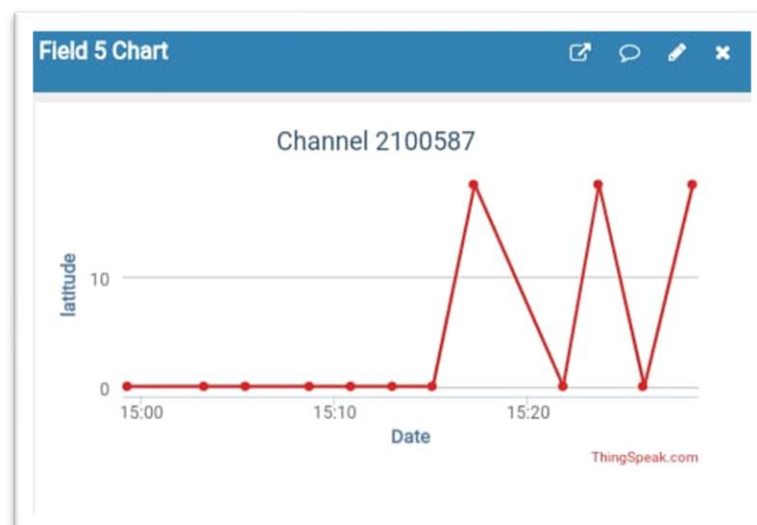 Field 5 Chart
Channel 2100587
latitude
10
0
15:00 15:10 15:20
Date
ThingSpeak.com